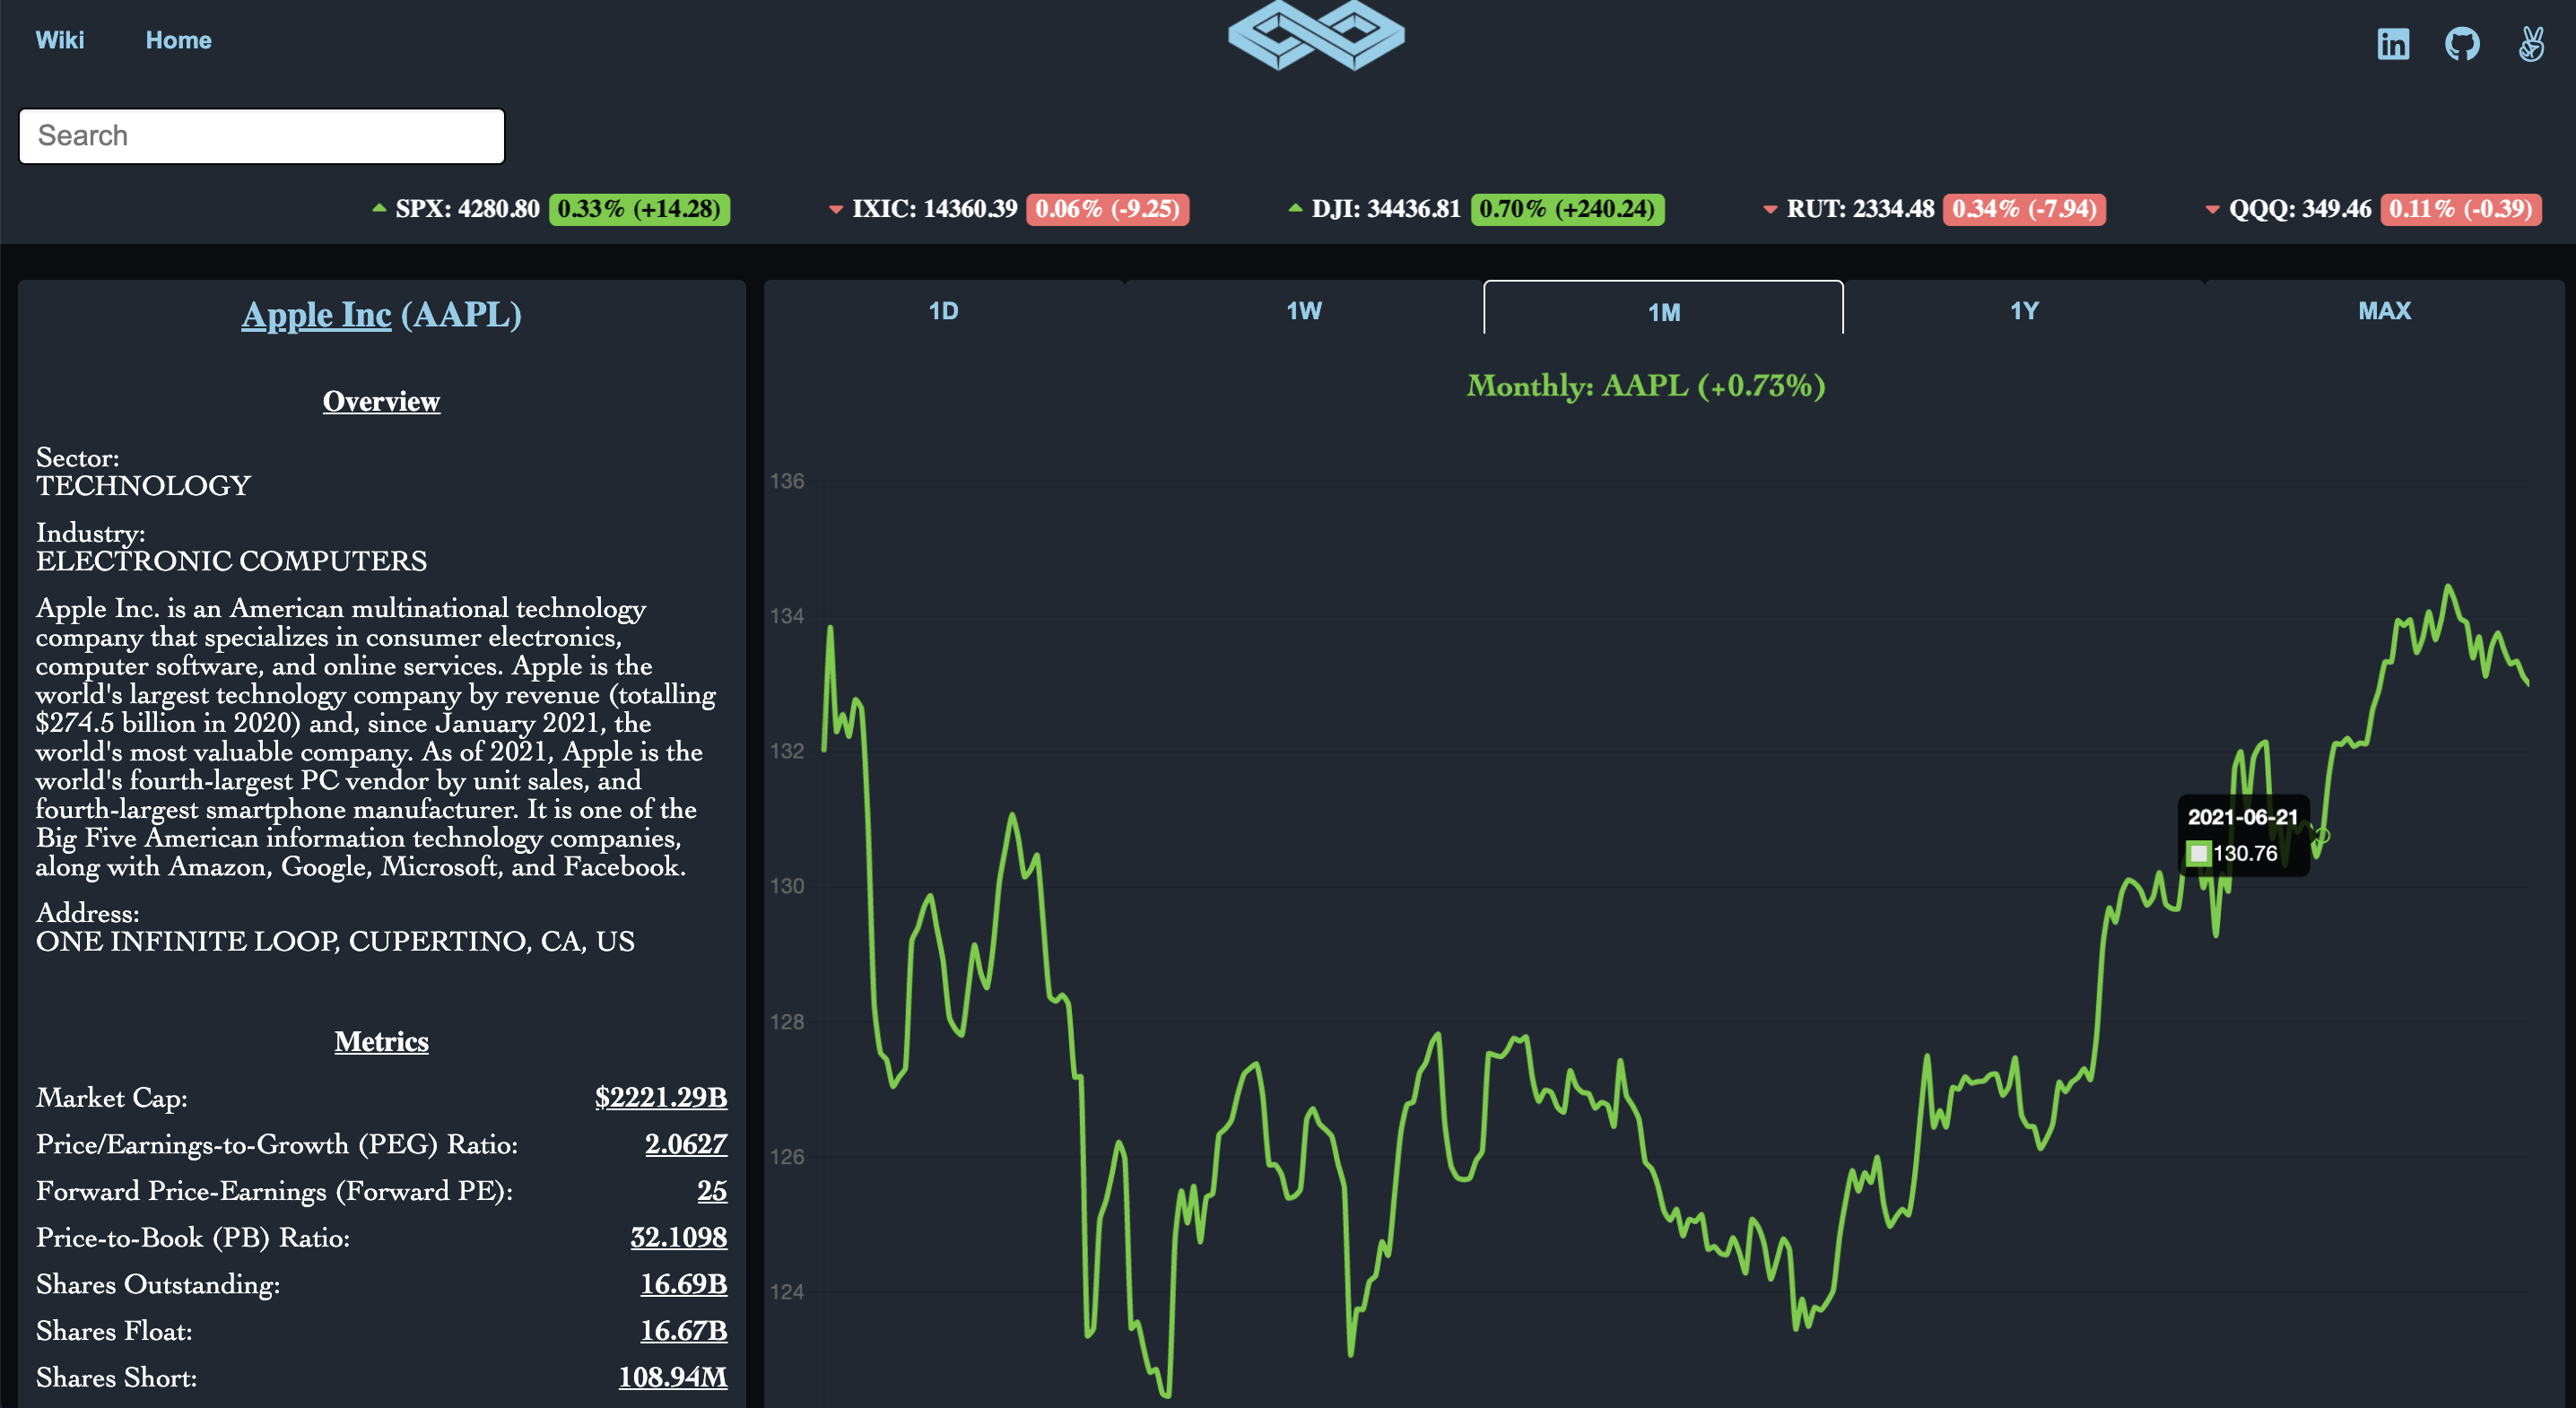 Wiki Home
Search
SPX: 4280.80 0.33% (+14.28) IXIC: 14360.39 0.06% (-9.25) DJI: 34436.81 0.70% (+240.24) RUT: 2334.48 0.34% (-7.94) QQQ: 349.46 0.11% (-0.39)
Apple Inc (AAPL)
Overview
Sector:
TECHNOLOGY
Industry:
ELECTRONIC COMPUTERS
Apple Inc. is an American multinational technology
company that specializes in consumer electronics,
computer software, and online services. Apple is the
world's largest technology company by revenue (totalling
$274.5 billion in 2020) and, since January 2021, the
world's most valuable company. As of 2021, Apple is the
world's fourth-largest PC vendor by unit sales, and
fourth-largest smartphone manufacturer. It is one of the
Big Five American information technology companies,
along with Amazon, Google, Microsoft, and Facebook.
Address:
ONE INFINITE LOOP, CUPERTINO, CA, US
Metrics
Market Cap: $2221.29B
Price/Earnings-to-Growth (PEG) Ratio: 2.0627
Forward Price-Earnings (Forward PE): 25
Price-to-Book (PB) Ratio: 32.1098
Shares Outstanding: 16.69B
Shares Float: 16.67B
Shares Short: 108.94M
1D 1W 1M 1Y MAX
Monthly: AAPL (+0.73%)
136
134
132
130
128
126
124
2021-06-21
130.76